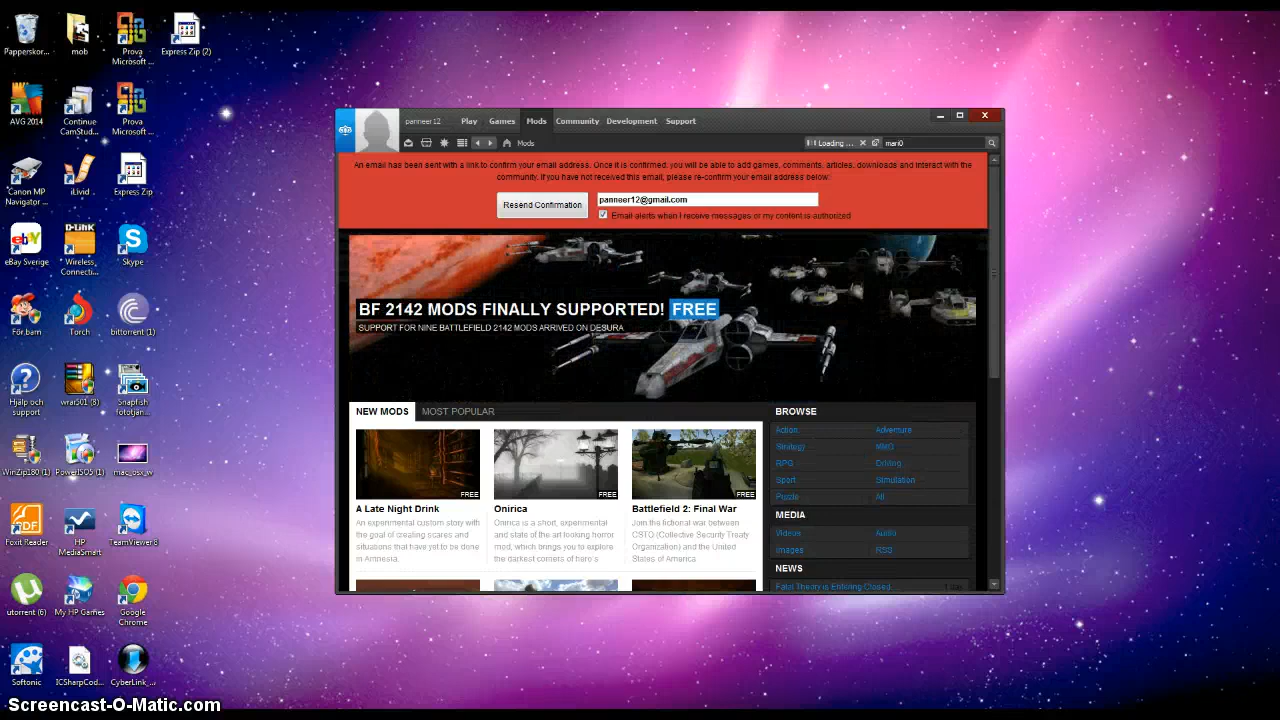 Papperskor...
mob
Prova
Microsoft ...
Express Zip (2)
AVG 2014
Continue
CamStud...
Prova
Microsoft ...
Canon MP
Navigator ...
iLivid
Express Zip
eBay Sverige
D-Link
Wireless
Connecti...
Skype
För.barn
Torch
bittorrent (1)
Hjälp och
support
wrar501 (8)
Snapfish
fototjän...
WinZip180 (1)
PowerISO5 (1)
mac_osx_w
Foxit Reader
HP
MediaSmart
TeamViewer 8
utorrent (6)
My HP Games
Google
Chrome
Softonic
ICSharpCod...
CyberLink_...
panneer12 Play Games Mods Community Development Support
Mods
Loading ...
mari0
An email has been sent with a link to confirm your email address. Once it is confirmed, you will be able to add games, comments, articles, downloads and interact with the
community. If you have not received this email, please re-confirm your email address below:
Resend Confirmation
panneer12@gmail.com
Email alerts when I receive messages or my content is authorized
BF 2142 MODS FINALLY SUPPORTED! FREE
SUPPORT FOR NINE BATTLEFIELD 2142 MODS ARRIVED ON DESURA
NEW MODS MOST POPULAR
FREE
FREE
FREE
A Late Night Drink
An experimental custom story with
the goal of creating scares and
situations that have yet to be done
in Amnesia.
Onirica
Onirica is a short, experimental
and state of the art looking horror
mod, which brings you to explore
the darkest corners of hero's
Battlefield 2: Final War
Join the fictional war between
CSTO (Collective Security Treaty
Organization) and the United
States of America
BROWSE
Action Adventure
Strategy MMO
RPG Driving
Sport Simulation
Puzzle All
MEDIA
Videos Audio
Images RSS
NEWS
Fatal Theory is Entering Closed
Screencast-O-Matic.com